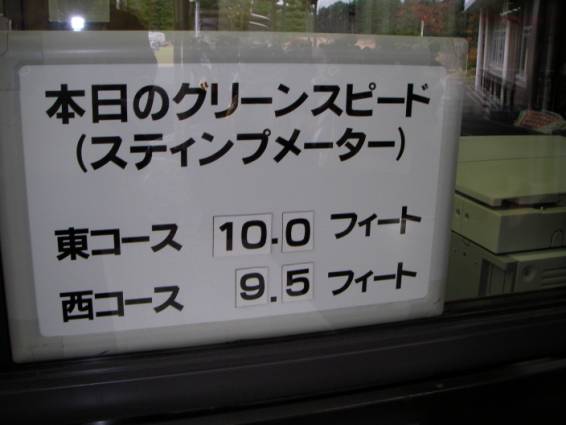 本日のグリーンスピード
(スティンプメーター)
東コース 10.0 フィート
西コース 9.5 フィート